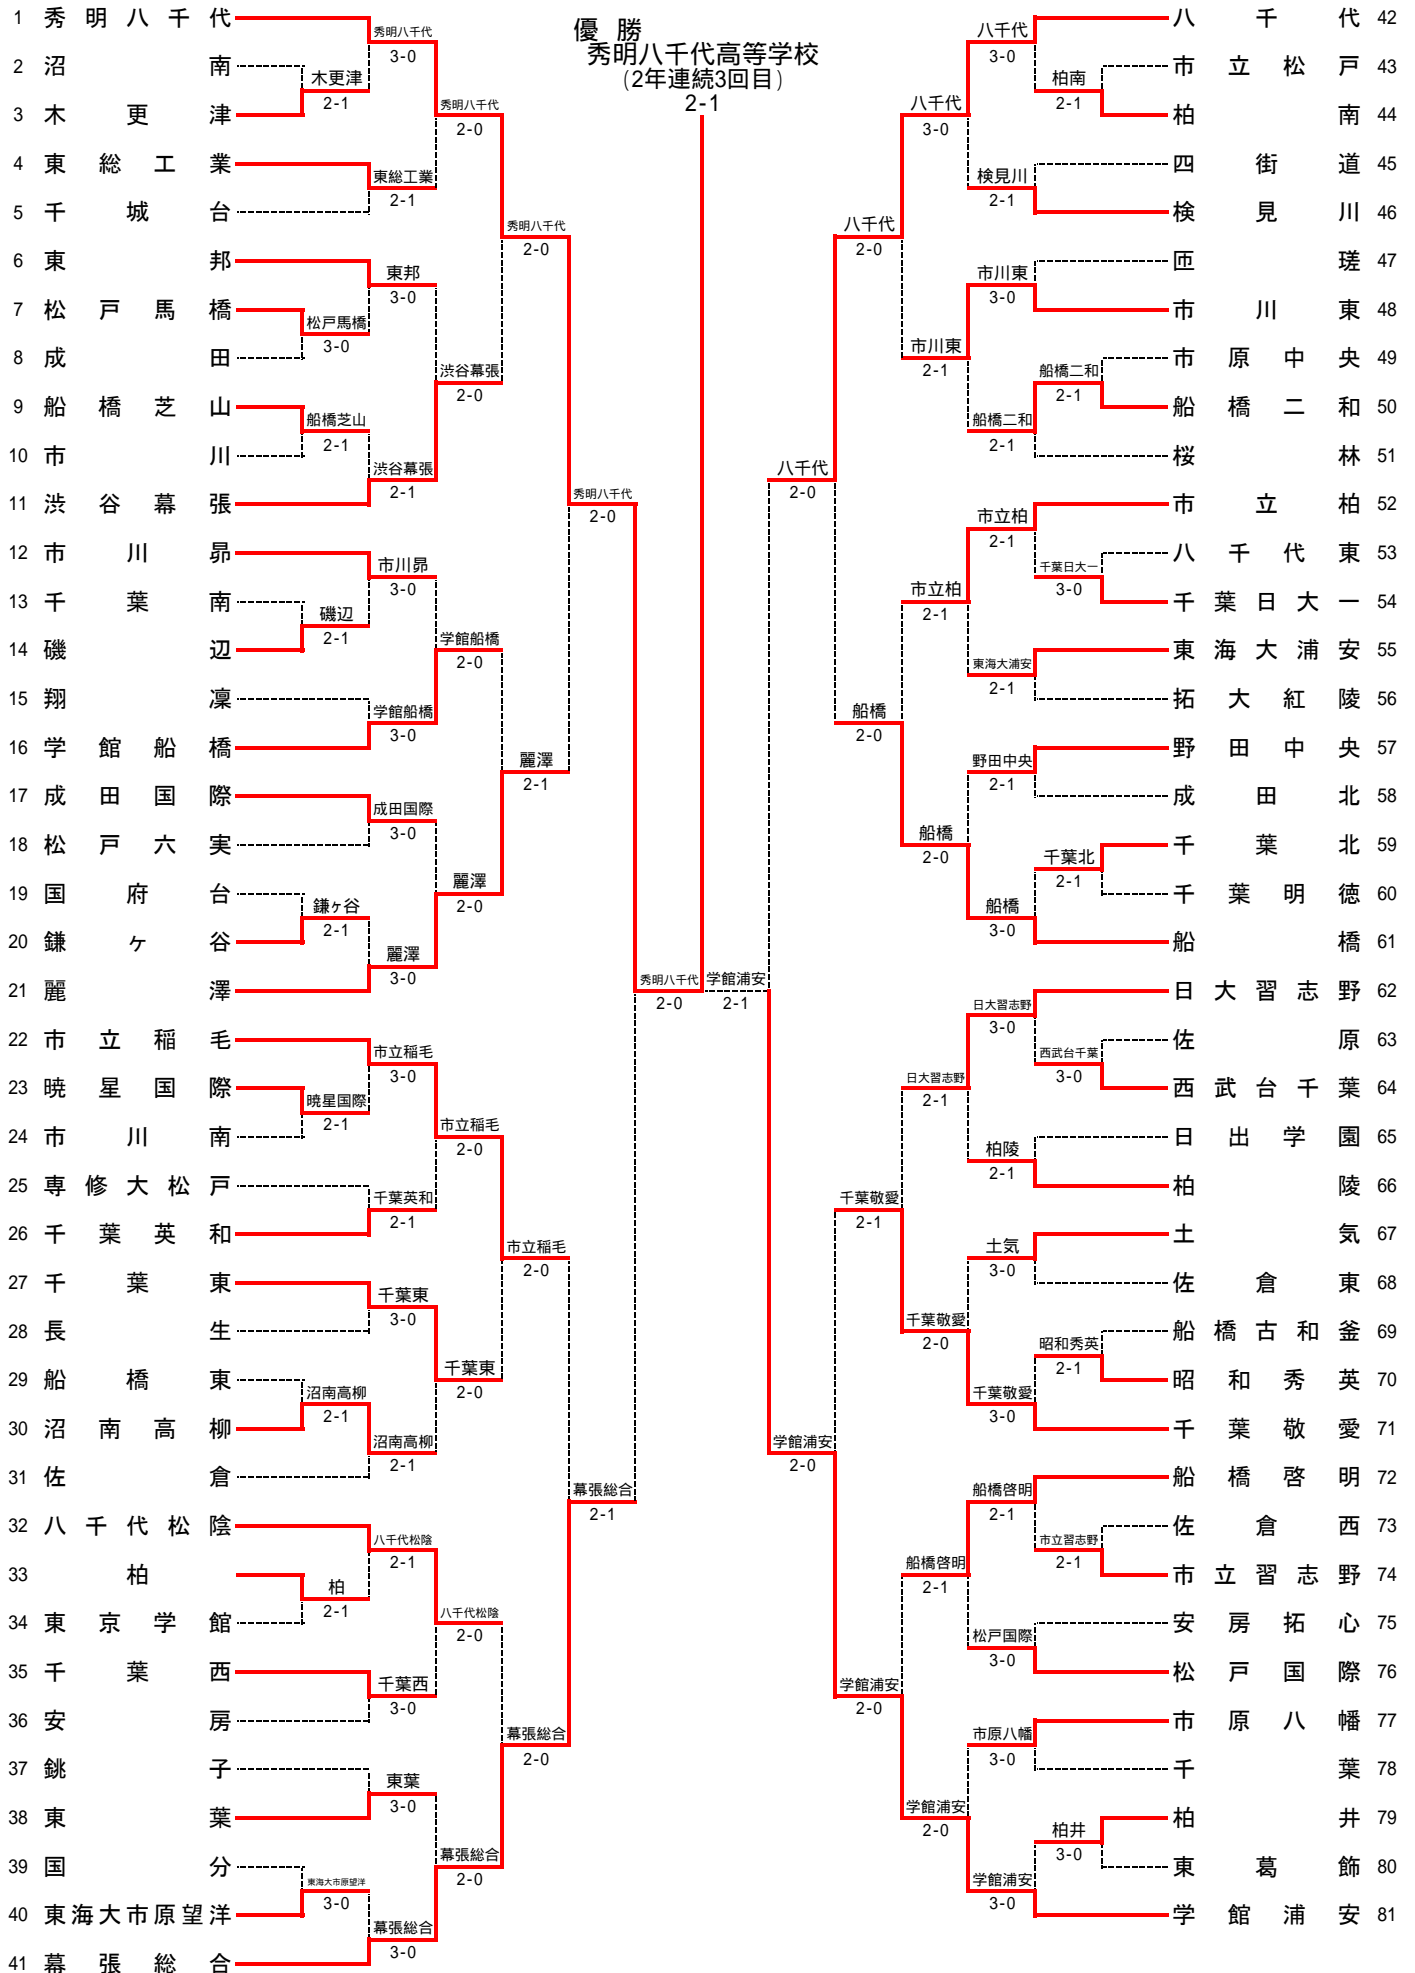 優勝
秀明八千代高等学校
(2年連続3回目)
2-1
1 秀明八千代
2 沼南
3 木更津
4 東総工業
5 千城台
6 東邦
7 松戸馬橋
8 成田
9 船橋芝山
10 市川
11 渋谷幕張
12 市川昴
13 千葉南
14 磯辺
15 翔凜
16 学館船橋
17 成田国際
18 松戸六実
19 国府台
20 鎌ヶ谷
21 麗澤
22 市立稲毛
23 暁星国際
24 市川南
25 専修大松戸
26 千葉英和
27 千葉東
28 長生
29 船橋東
30 沼南高柳
31 佐倉
32 八千代松陰
33 柏
34 東京学館
35 千葉西
36 安房
37 銚子
38 東葉
39 国分
40 東海大市原望洋
41 幕張総合
木更津
2-1
松戸馬橋
3-0
船橋芝山
2-1
磯辺
2-1
鎌ヶ谷
2-1
暁星国際
2-1
沼南高柳
2-1
柏
2-1
東海大市原望洋
3-0
秀明八千代
3-0
東総工業
2-1
東邦
3-0
渋谷幕張
2-1
市川昴
3-0
学館船橋
3-0
成田国際
3-0
麗澤
3-0
市立稲毛
3-0
千葉英和
2-1
千葉東
3-0
沼南高柳
2-1
八千代松陰
2-1
千葉西
3-0
東葉
3-0
幕張総合
3-0
秀明八千代
2-0
渋谷幕張
2-0
学館船橋
2-0
麗澤
2-0
市立稲毛
2-0
千葉東
2-0
八千代松陰
2-0
幕張総合
2-0
秀明八千代
2-0
麗澤
2-1
市立稲毛
2-0
幕張総合
2-0
秀明八千代
2-0
幕張総合
2-1
秀明八千代
2-0
学館浦安
2-1
八千代
2-0
学館浦安
2-0
八千代
2-0
船橋
2-0
千葉敬愛
2-1
学館浦安
2-0
八千代
3-0
市川東
2-1
市立柏
2-1
船橋
2-0
日大習志野
2-1
千葉敬愛
2-0
船橋啓明
2-1
学館浦安
2-0
八千代
3-0
検見川
2-1
市川東
3-0
船橋二和
2-1
市立柏
2-1
東海大浦安
2-1
野田中央
2-1
船橋
3-0
日大習志野
3-0
柏陵
2-1
土気
3-0
千葉敬愛
3-0
船橋啓明
2-1
松戸国際
3-0
市原八幡
3-0
学館浦安
3-0
柏南
2-1
船橋二和
2-1
千葉日大一
3-0
千葉北
2-1
西武台千葉
3-0
昭和秀英
2-1
市立習志野
2-1
柏井
3-0
八千代 42
市立松戸 43
柏南 44
四街道 45
検見川 46
匝瑳 47
市川東 48
市原中央 49
船橋二和 50
桜林 51
市立柏 52
八千代東 53
千葉日大一 54
東海大浦安 55
拓大紅陵 56
野田中央 57
成田北 58
千葉北 59
千葉明徳 60
船橋 61
日大習志野 62
佐原 63
西武台千葉 64
日出学園 65
柏陵 66
土気 67
佐倉東 68
船橋古和釜 69
昭和秀英 70
千葉敬愛 71
船橋啓明 72
佐倉西 73
市立習志野 74
安房拓心 75
松戸国際 76
市原八幡 77
千葉 78
柏井 79
東葛飾 80
学館浦安 81